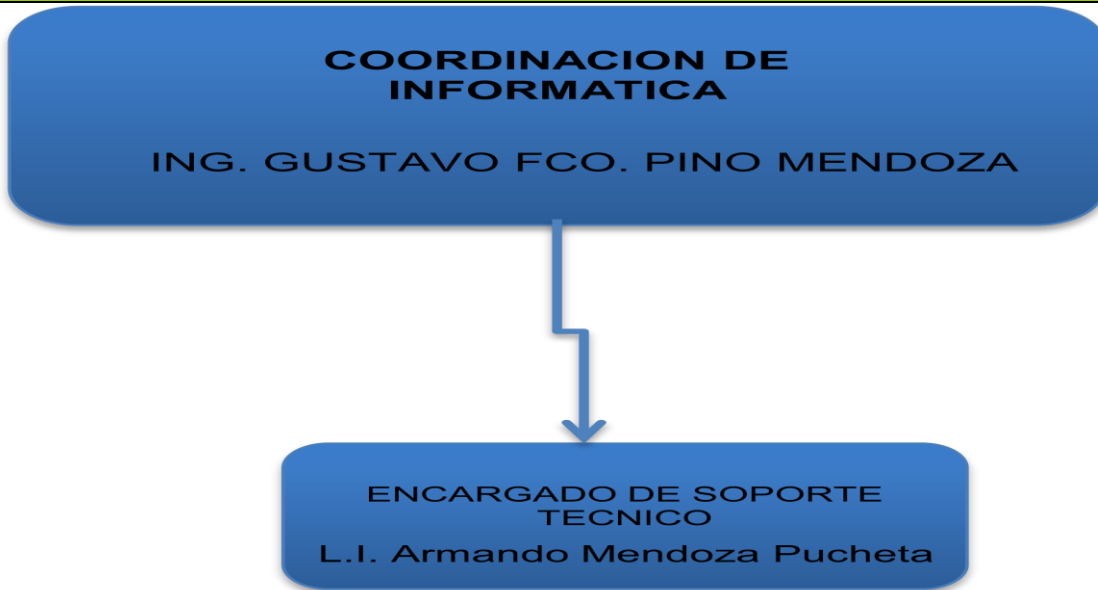 COORDINACION DE
INFORMATICA
ING. GUSTAVO FCO. PINO MENDOZA
ENCARGADO DE SOPORTE
TECNICO
L.I. Armando Mendoza Pucheta